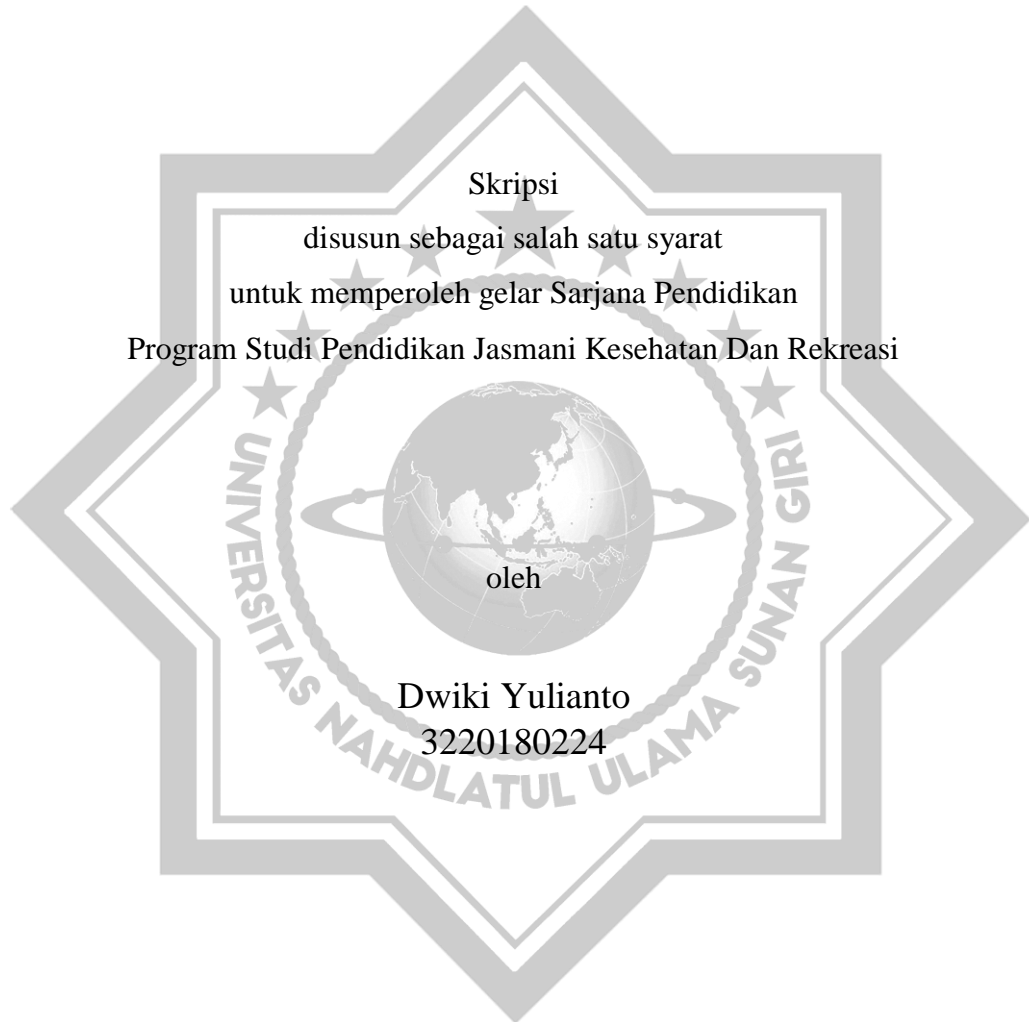 Skripsi
disusun sebagai salah satu syarat
untuk memperoleh gelar Sarjana Pendidikan
Program Studi Pendidikan Jasmani Kesehatan Dan Rekreasi
oleh
Dwiki Yulianto
3220180224
UNIVERSITAS NAHDLATUL ULAMA SUNAN GIRI